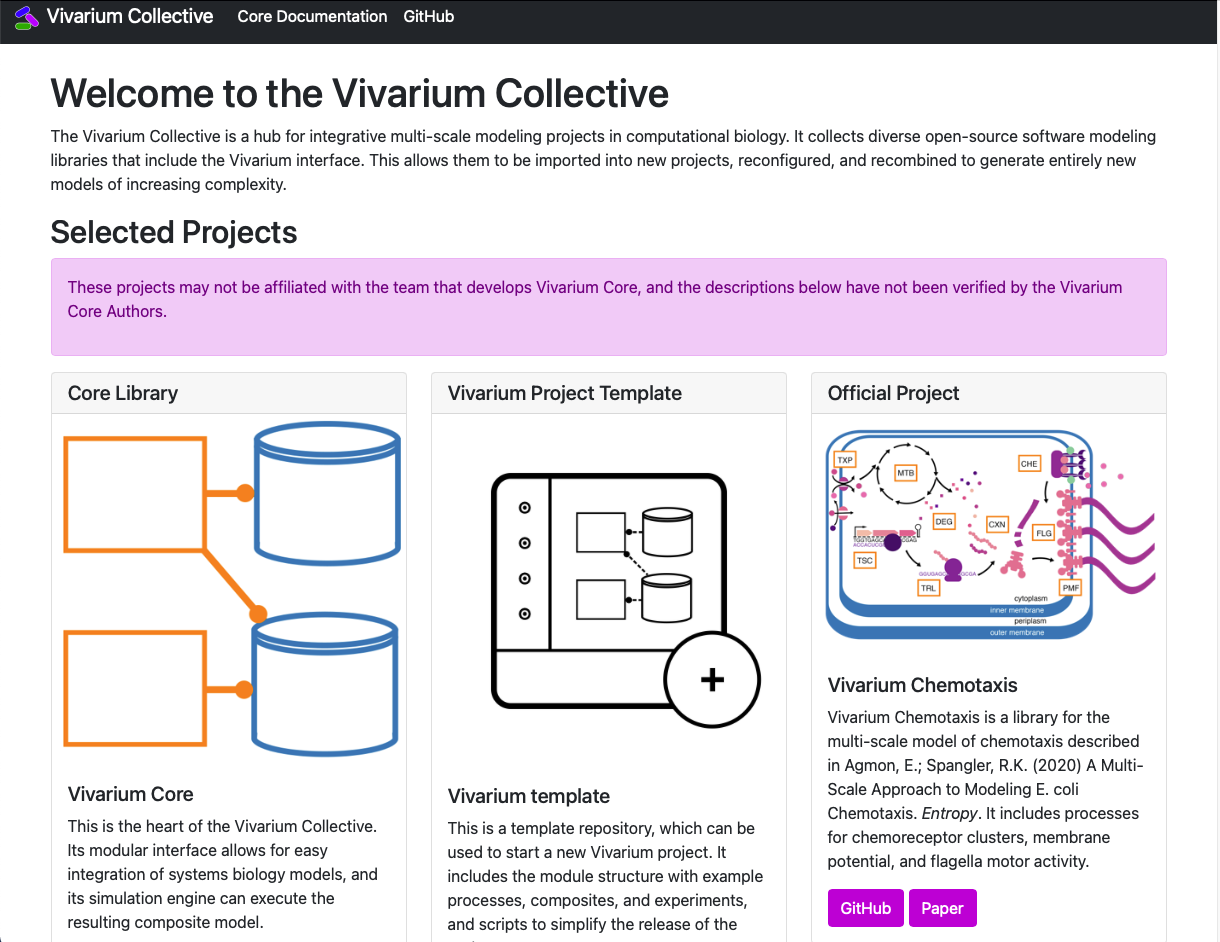 Vivarium Collective Core Documentation GitHub
Welcome to the Vivarium Collective
The Vivarium Collective is a hub for integrative multi-scale modeling projects in computational biology. It collects diverse open-source software modeling
libraries that include the Vivarium interface. This allows them to be imported into new projects, reconfigured, and recombined to generate entirely new
models of increasing complexity.
Selected Projects
These projects may not be affiliated with the team that develops Vivarium Core, and the descriptions below have not been verified by the Vivarium
Core Authors.
Core Library
Vivarium Core
This is the heart of the Vivarium Collective.
Its modular interface allows for easy
integration of systems biology models, and
its simulation engine can execute the
resulting composite model.
Vivarium Project Template
+
Vivarium template
This is a template repository, which can be
used to start a new Vivarium project. It
includes the module structure with example
processes, composites, and experiments,
and scripts to simplify the release of the
Official Project
TXP
MTB
CHE
DEG
CXN
FLG
TSC
TRL
PMF
cytoplasm
inner membrane
periplasm
outer membrane
Vivarium Chemotaxis
Vivarium Chemotaxis is a library for the
multi-scale model of chemotaxis described
in Agmon, E.; Spangler, R.K. (2020) A Multi-
Scale Approach to Modeling E. coli
Chemotaxis. Entropy. It includes processes
for chemoreceptor clusters, membrane
potential, and flagella motor activity.
GitHub Paper